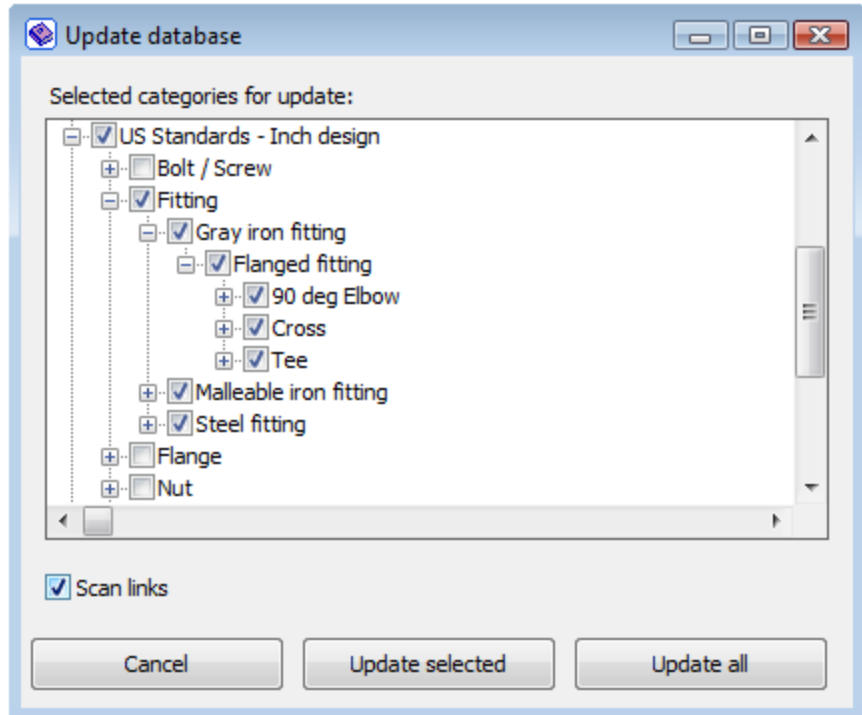 Update database
Selected categories for update:
US Standards - Inch design
Bolt / Screw
Fitting
Gray iron fitting
Flanged fitting
90 deg Elbow
Cross
Tee
Malleable iron fitting
Steel fitting
Flange
Nut
Scan links
Cancel Update selected Update all